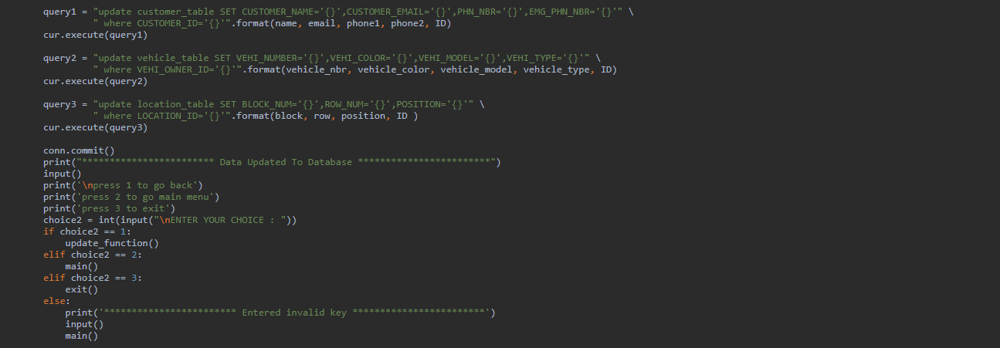 query1 = "update customer_table SET CUSTOMER_NAME='{}',CUSTOMER_EMAIL='{}',PHN_NBR='{}',EMG_PHN_NBR='{}'" \
" where CUSTOMER_ID='{}'".format(name, email, phone1, phone2, ID)
cur.execute(query1)
query2 = "update vehicle_table SET VEHI_NUMBER='{}',VEHI_COLOR='{}',VEHI_MODEL='{}',VEHI_TYPE='{}'" \
" where VEHI_OWNER_ID='{}'".format(vehicle_nbr, vehicle_color, vehicle_model, vehicle_type, ID)
cur.execute(query2)
query3 = "update location_table SET BLOCK_NUM='{}',ROW_NUM='{}',POSITION='{}'" \
" where LOCATION_ID='{}'".format(block, row, position, ID )
cur.execute(query3)
conn.commit()
print("************************ Data Updated To Database ************************")
input()
print('\npress 1 to go back')
print('press 2 to go main menu')
print('press 3 to exit')
choice2 = int(input("\nENTER YOUR CHOICE : "))
if choice2 == 1:
update_function()
elif choice2 == 2:
main()
elif choice2 == 3:
exit()
else:
print('************************ Entered invalid key ************************')
input()
main()